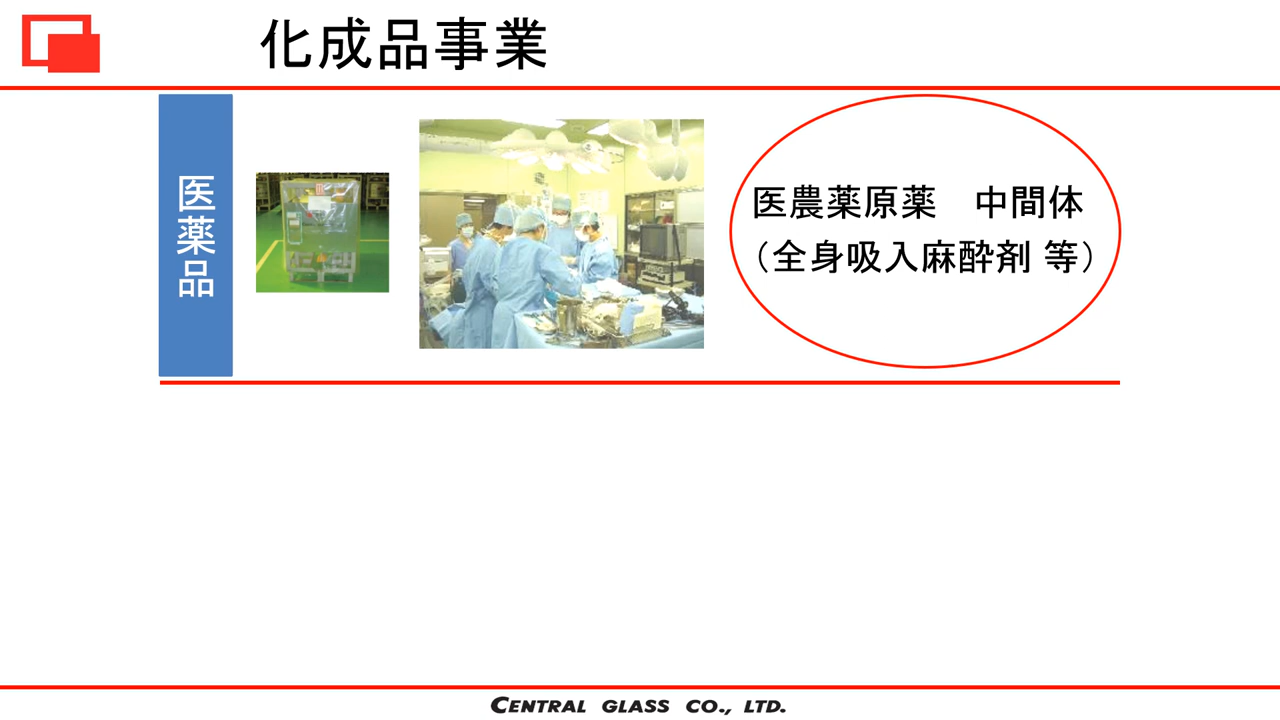 化成品事業
医薬品
医農薬原薬　中間体
（全身吸入麻酔剤 等）
CENTRAL GLASS CO., LTD.